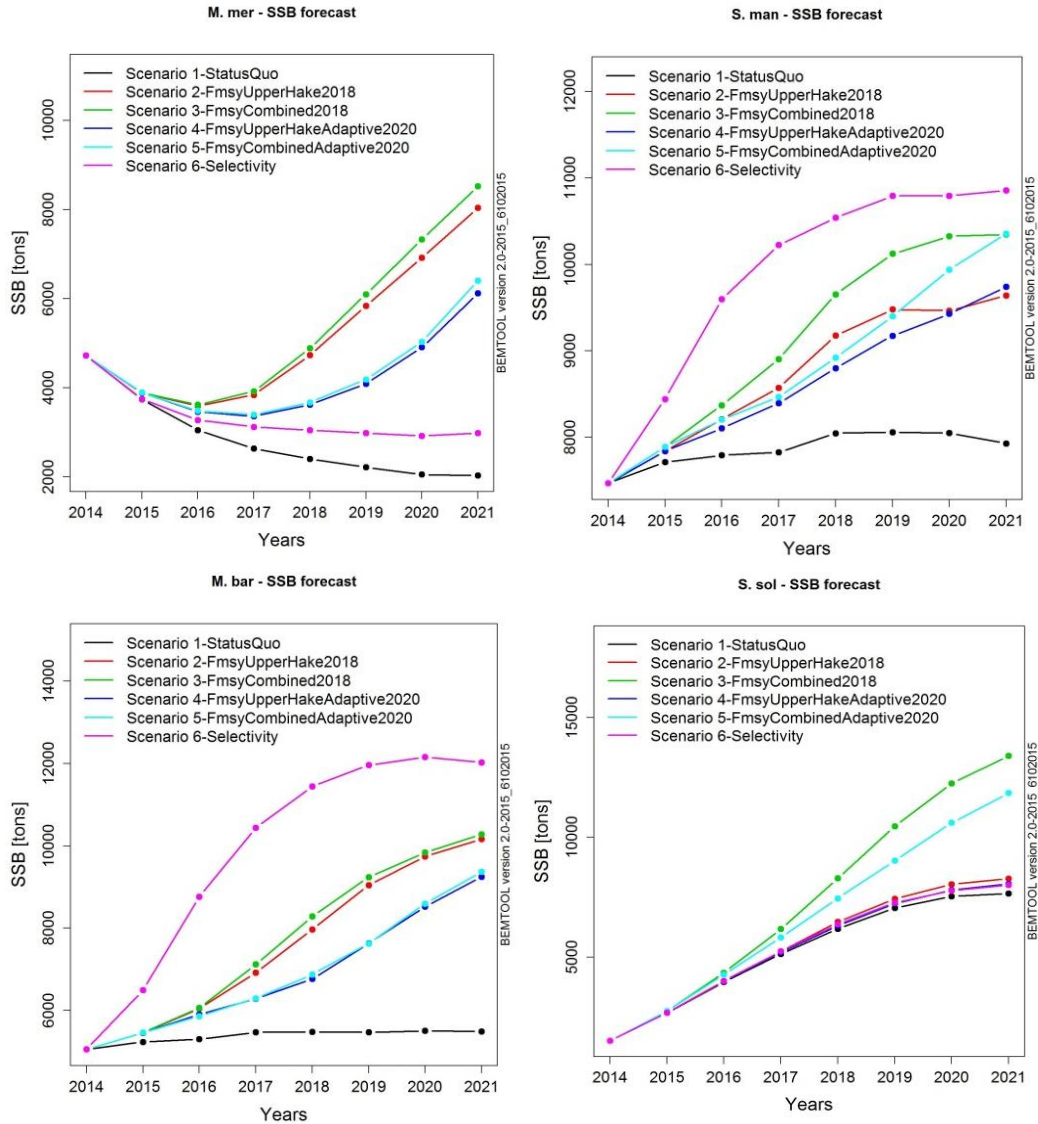 M. mer - SSB forecast
Scenario 1-StatusQuo
Scenario 2-FmsyUpperHake2018
Scenario 3-FmsyCombined2018
Scenario 4-FmsyUpperHakeAdaptive2020
Scenario 5-FmsyCombinedAdaptive2020
Scenario 6-Selectivity
SSB [tons]
10000
8000
6000
4000
2000
2014 2015 2016 2017 2018 2019 2020 2021
Years
BEMTOOL version 2.0-2015_6102015
S. man - SSB forecast
Scenario 1-StatusQuo
Scenario 2-FmsyUpperHake2018
Scenario 3-FmsyCombined2018
Scenario 4-FmsyUpperHakeAdaptive2020
Scenario 5-FmsyCombinedAdaptive2020
Scenario 6-Selectivity
SSB [tons]
12000
11000
10000
9000
8000
2014 2015 2016 2017 2018 2019 2020 2021
Years
BEMTOOL version 2.0-2015_6102015
M. bar - SSB forecast
Scenario 1-StatusQuo
Scenario 2-FmsyUpperHake2018
Scenario 3-FmsyCombined2018
Scenario 4-FmsyUpperHakeAdaptive2020
Scenario 5-FmsyCombinedAdaptive2020
Scenario 6-Selectivity
SSB [tons]
14000
12000
10000
8000
6000
2014 2015 2016 2017 2018 2019 2020 2021
Years
BEMTOOL version 2.0-2015_6102015
S. sol - SSB forecast
Scenario 1-StatusQuo
Scenario 2-FmsyUpperHake2018
Scenario 3-FmsyCombined2018
Scenario 4-FmsyUpperHakeAdaptive2020
Scenario 5-FmsyCombinedAdaptive2020
Scenario 6-Selectivity
SSB [tons]
15000
10000
5000
2014 2015 2016 2017 2018 2019 2020 2021
Years
BEMTOOL version 2.0-2015_6102015